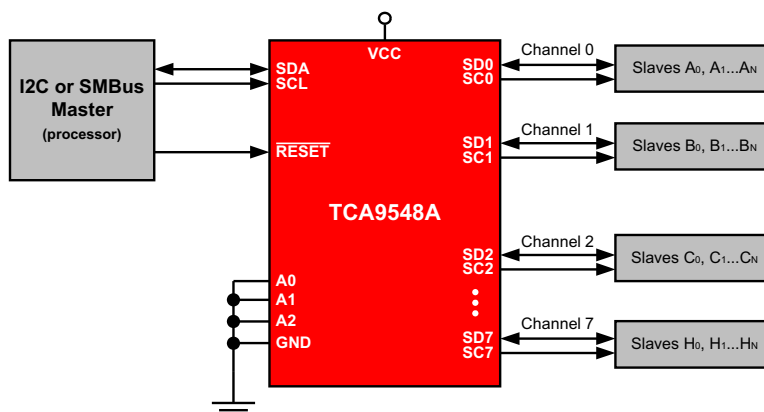 I2C or SMBus
Master
(processor)
VCC
SDA
SCL
RESET
TCA9548A
A0
A1
A2
GND
SD0
SC0
SD1
SC1
SD2
SC2
SD7
SC7
Channel 0
Channel 1
Channel 2
Channel 7
Slaves A0, A1...AN
Slaves B0, B1...BN
Slaves C0, C1...CN
Slaves H0, H1...HN